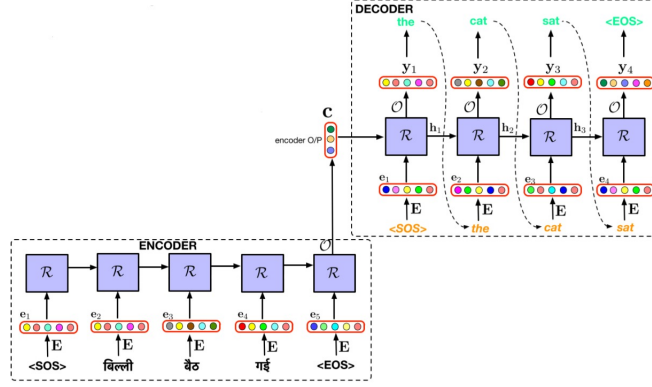 DECODER
the cat sat <EOS>
y1 y2 y3 y4
O O O O
c
encoder O/P
R h1 R h2 R h3 R
e1 e2 e3 e4
E E E E
<SOS> the cat sat
ENCODER
O
R R R R R
e1 e2 e3 e4 e5
E E E E E
<SOS> बिल्ली बैठ गई <EOS>